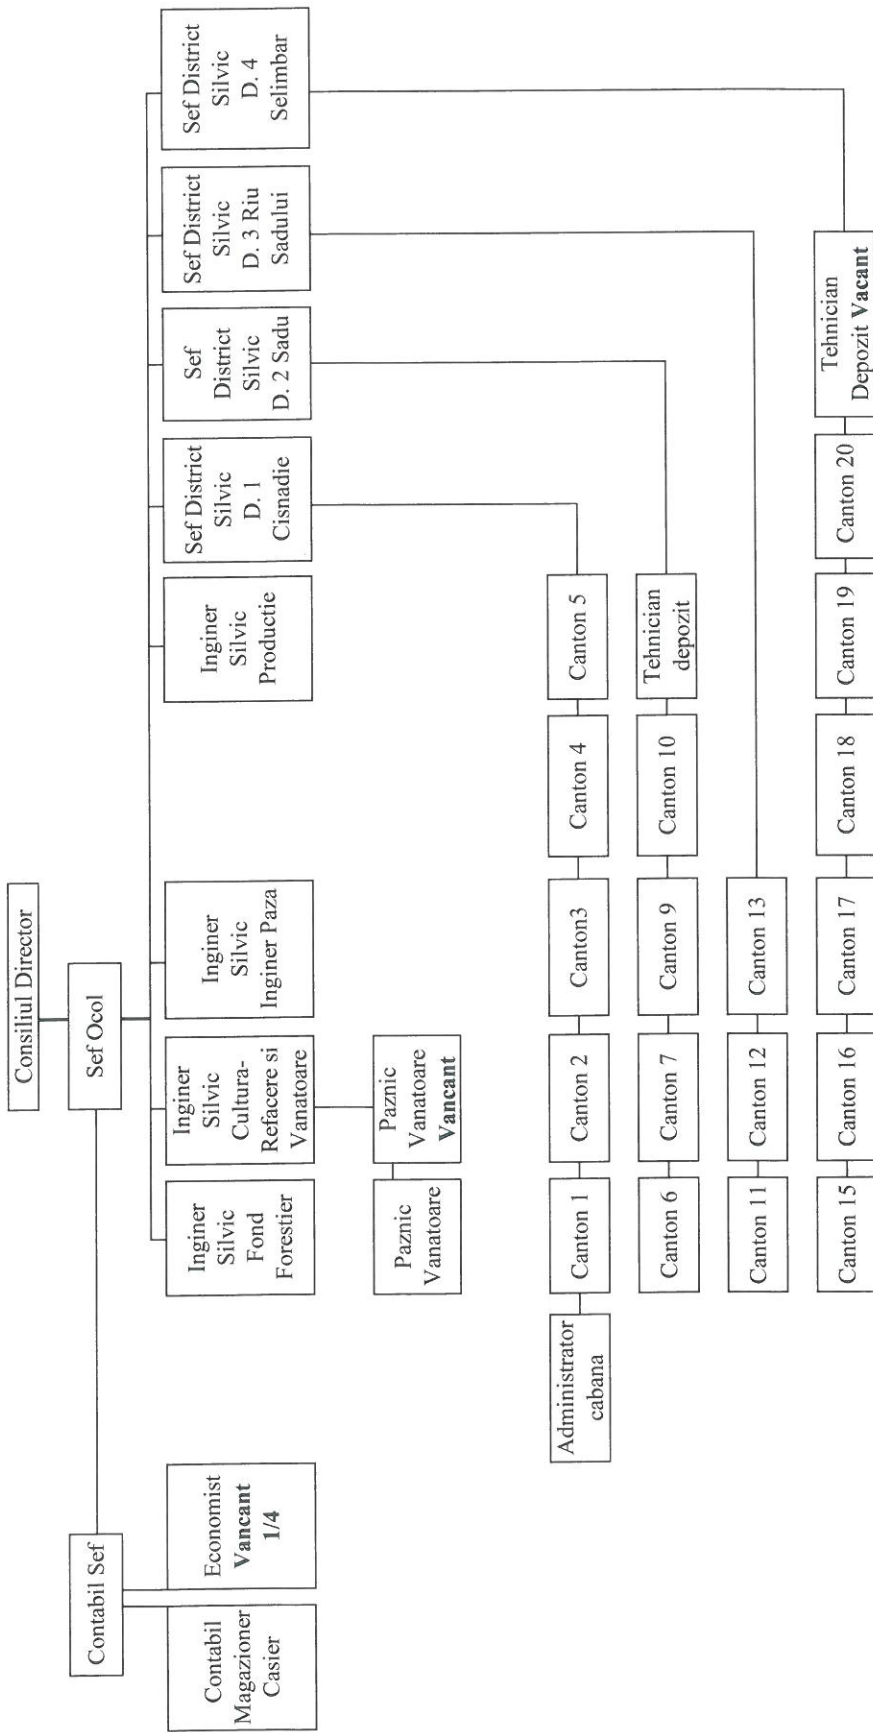 Consiliul Director
Contabil Sef
Sef Ocol
Contabil
Magazioner
Casier
Economist
Vancant
1/4
Inginer
Silvic
Fond
Forestier
Inginer
Silvic
Cultura-
Refacere si
Vanatoare
Inginer
Silvic
Inginer Paza
Inginer
Silvic
Productie
Sef District
Silvic
D. 1
Cisnadie
Sef
District
Silvic
D. 2 Sadu
Sef District
Silvic
D. 3 Riu
Sadului
Sef District
Silvic
D. 4
Selimbar
Paznic
Vanatoare
Paznic
Vanatoare
Vancant
Administrator
cabana
Canton 1
Canton 2
Canton3
Canton 4
Canton 5
Canton 6
Canton 7
Canton 9
Canton 10
Tehnician
depozit
Canton 11
Canton 12
Canton 13
Canton 15
Canton 16
Canton 17
Canton 18
Canton 19
Canton 20
Tehnician
Depozit Vacant